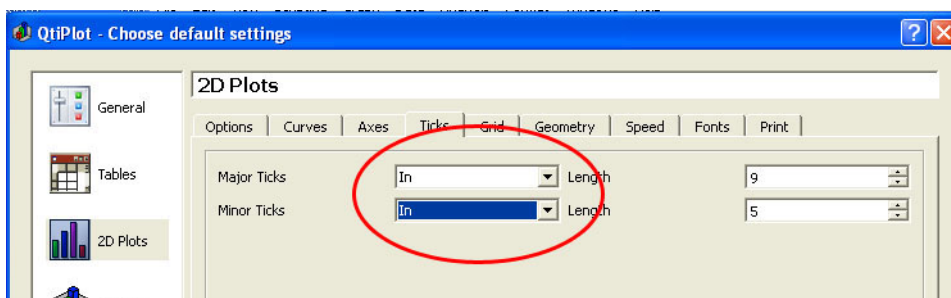 QtiPlot - Choose default settings
2D Plots
General
Options Curves Axes Ticks Grid Geometry Speed Fonts Print
Tables
Major Ticks In Length 9
Minor Ticks In Length 5
2D Plots